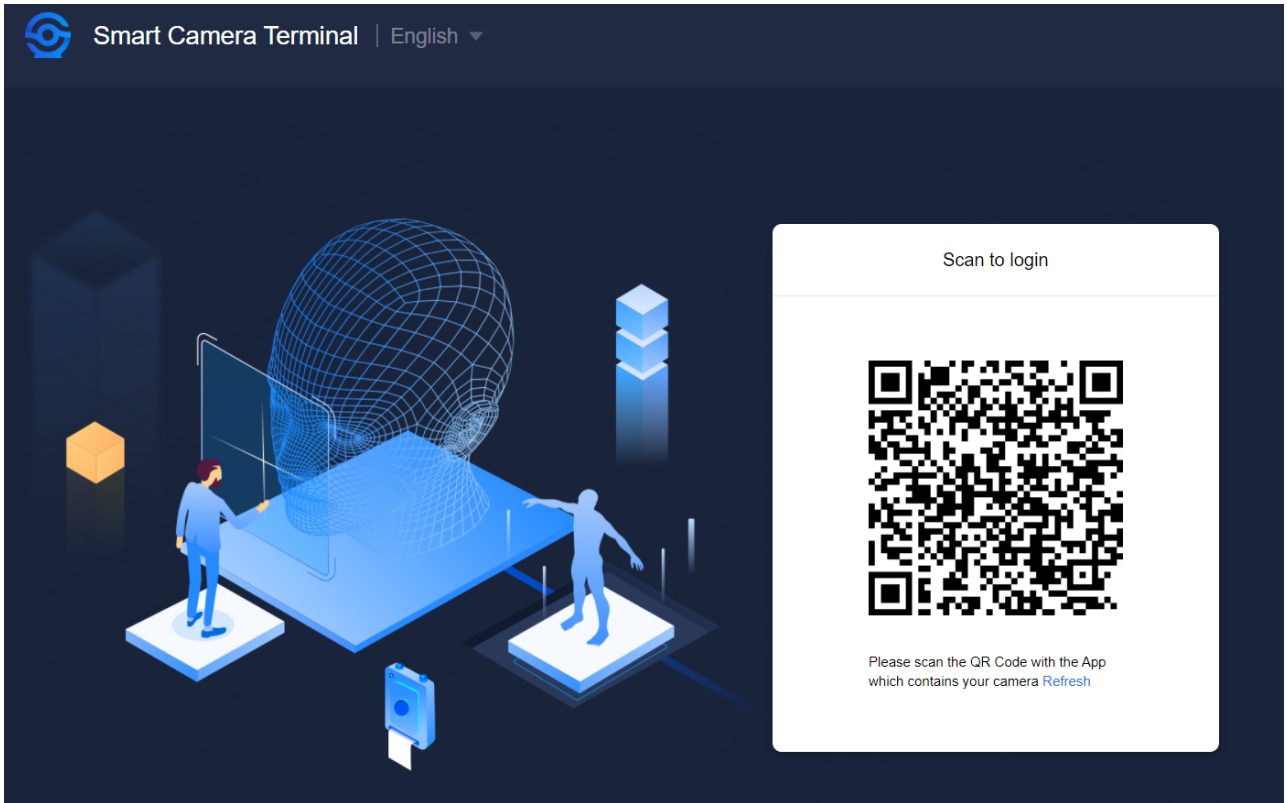 Smart Camera Terminal | English
Scan to login
Please scan the QR Code with the App
which contains your camera Refresh